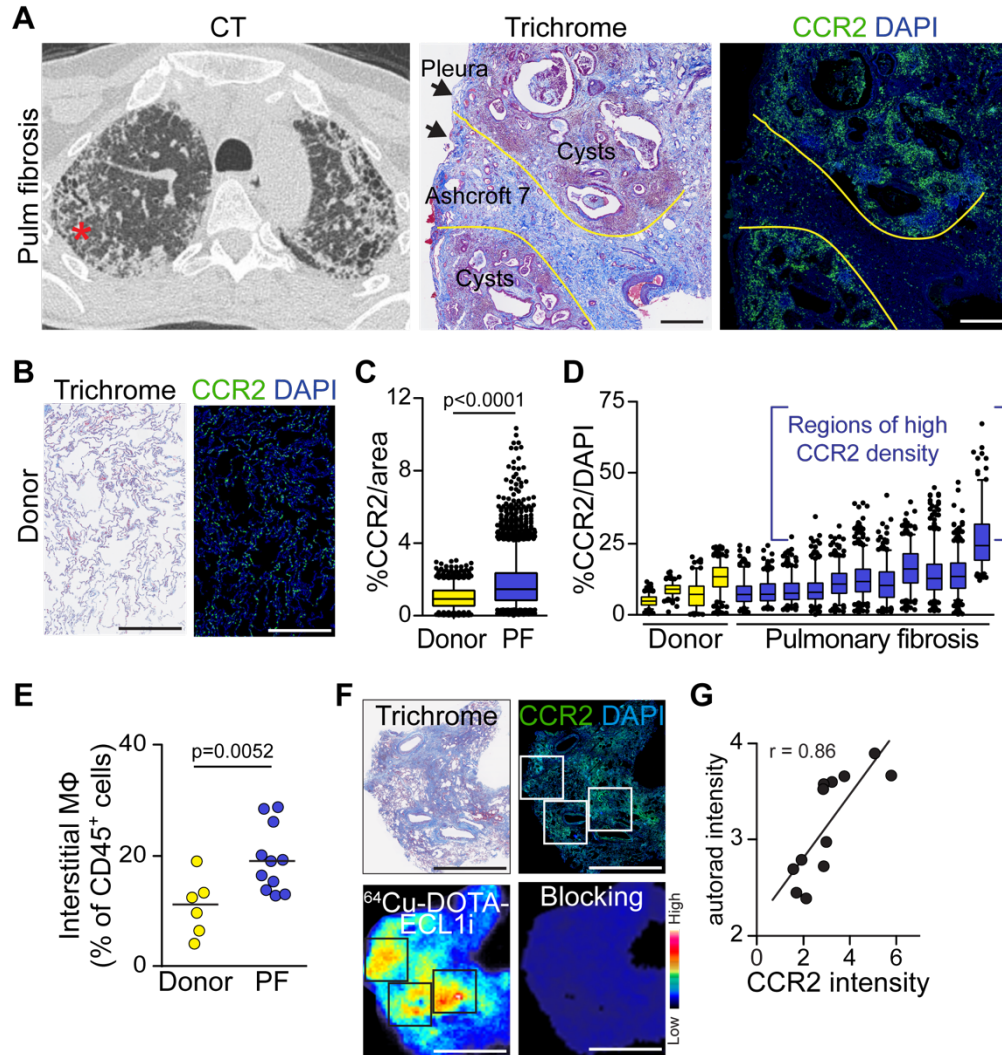 A
CT
Trichrome
CCR2 DAPI
Pulm fibrosis
*
Pleura
Cysts
Ashcroft 7
Cysts
B
Trichrome
CCR2 DAPI
Donor
C
%CCR2/area
12
8
4
0
p<0.0001
Donor
PF
D
%CCR2/DAPI
75
50
25
0
Regions of high
CCR2 density
Donor
Pulmonary fibrosis
E
Interstitial MΦ
(% of CD45⁺ cells)
40
20
0
p=0.0052
Donor
PF
F
Trichrome
CCR2 DAPI
⁶⁴Cu-DOTA-
ECL1i
Blocking
High
Low
G
autorad intensity
4
3
2
r = 0.86
0 2 4 6
CCR2 intensity